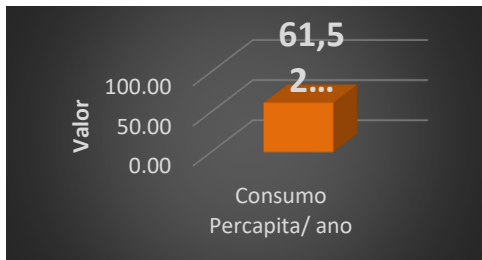 61,5
2...
100.00
50.00
0.00
Valor
Consumo
Percapita/ ano